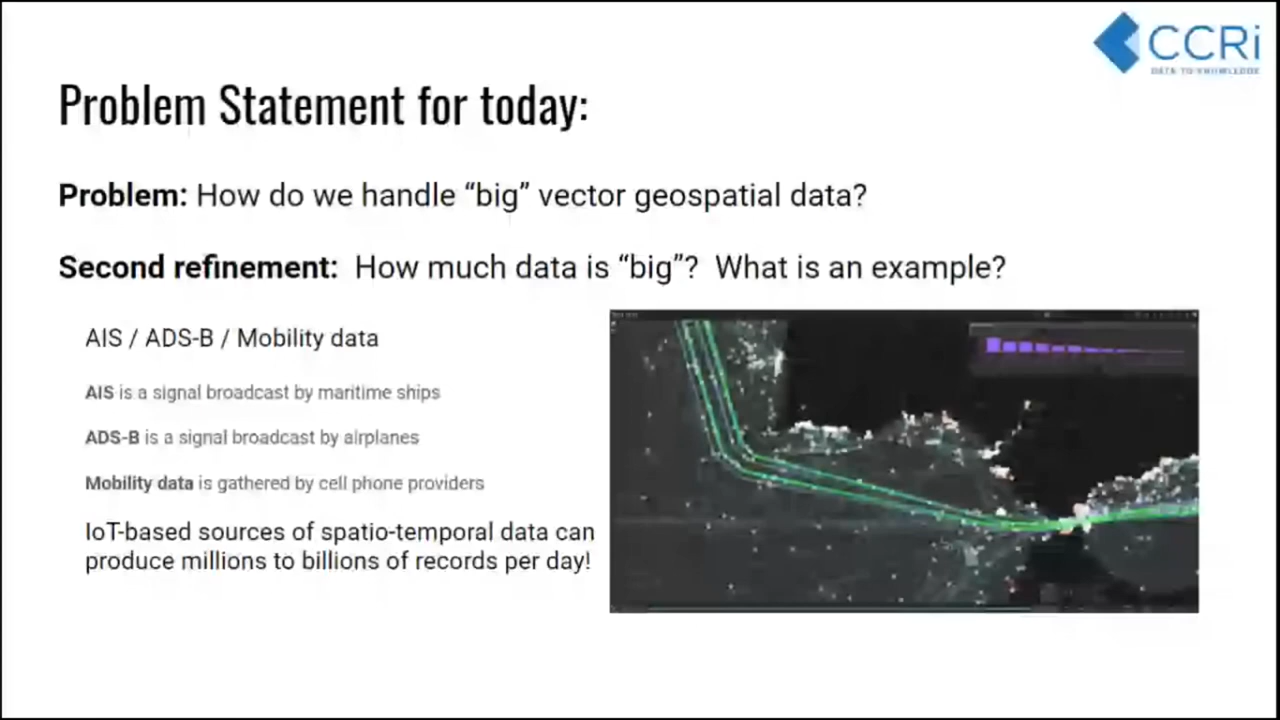 CCRi
DATA TO KNOWLEDGE
Problem Statement for today:
Problem: How do we handle “big” vector geospatial data?
Second refinement: How much data is “big”? What is an example?
AIS / ADS-B / Mobility data
AIS is a signal broadcast by maritime ships
ADS-B is a signal broadcast by airplanes
Mobility data is gathered by cell phone providers
IoT-based sources of spatio-temporal data can
produce millions to billions of records per day!